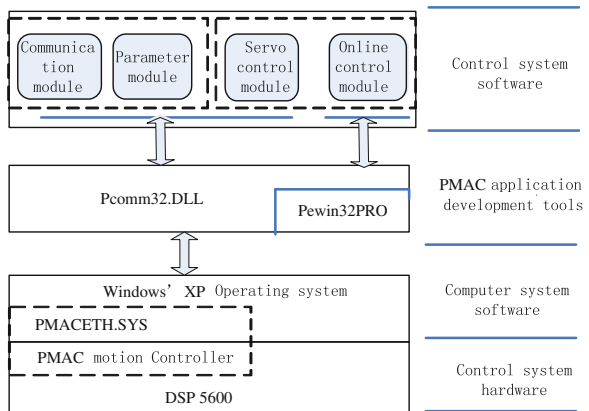 Communica
tion
module
Parameter
module
Servo
control
module
Online
control
module
Control system
software
Pcomm32.DLL
Pewin32PRO
PMAC application
development tools
Windows' XP Operating system
PMACETH.SYS
Computer system
software
PMAC motion Controller
DSP 5600
Control system
hardware